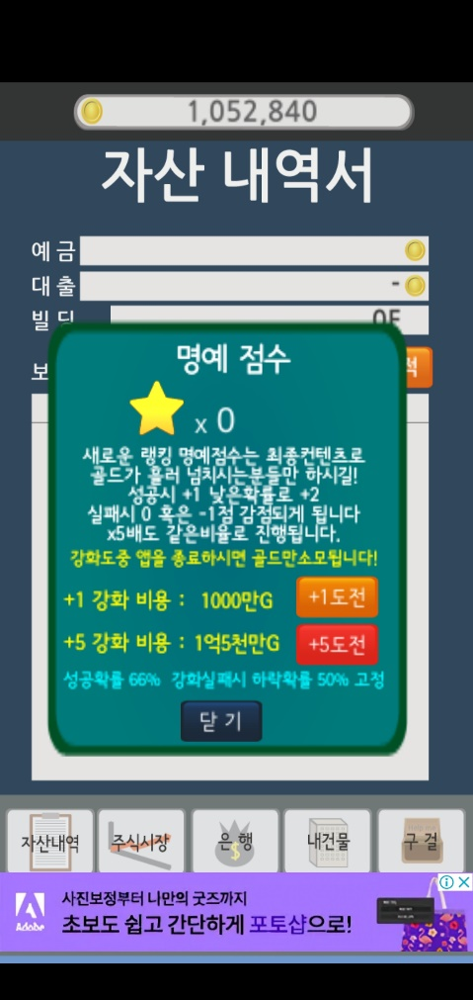 1,052,840
자산 내역서
예 금
대 출 -
빌 딩
명예 점수
x 0
새로운 랭킹 명예점수는 최종컨텐츠로
골드가 흘러 넘치시는분들만 하시길!
성공시 +1 낮은확률로 +2
실패시 0 혹은 -1점 감점되게 됩니다
x5배도 같은비율로 진행됩니다.
강화도중 앱을 종료하시면 골드만소모됩니다!
+1 강화 비용 : 1000만G +1도전
+5 강화 비용 : 1억5천만G +5도전
성공확률 66% 강화실패시 하락확률 50% 고정
닫 기
자산내역 주식시장 은 행 내건물 구 걸
사진보정부터 나만의 굿즈까지
초보도 쉽고 간단하게 포토샵으로!
Adobe